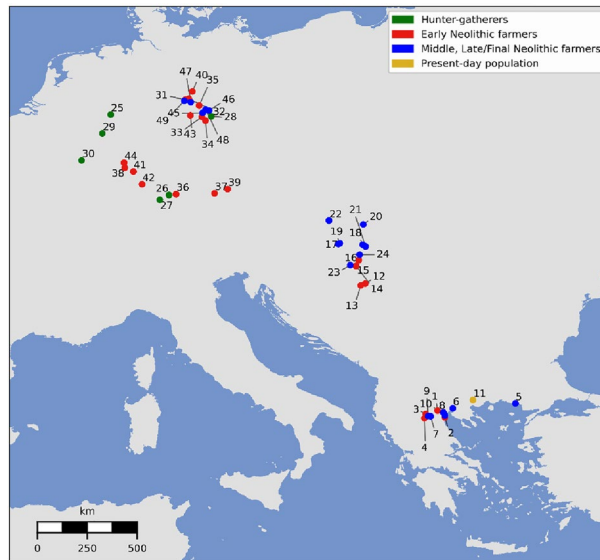 Hunter-gatherers
Early Neolithic farmers
Middle, Late/Final Neolithic farmers
Present-day population
47 40
35
31
46
25
45 32
28
49
29
33 43 48
34
30
44
41
38
42
26 36 37 39
27
21
22 20
19 18
17
24
16
23 15 12
14
13
9 1
10 8 6 11 5
3
7 2
4
km
0 250 500